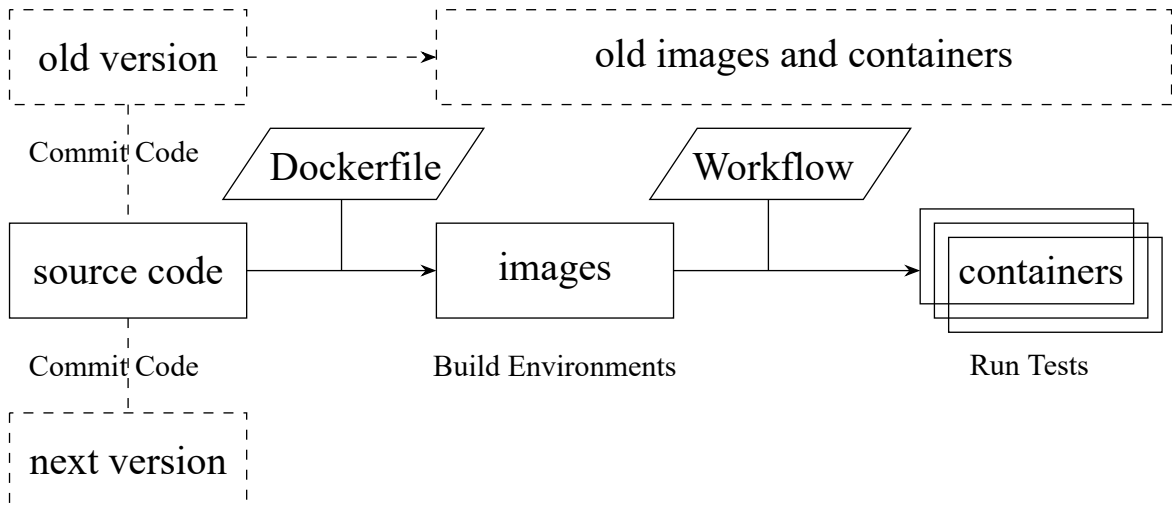 old version
old images and containers
Commit Code
Dockerfile
Workflow
source code
images
containers
Commit Code
Build Environments
Run Tests
next version